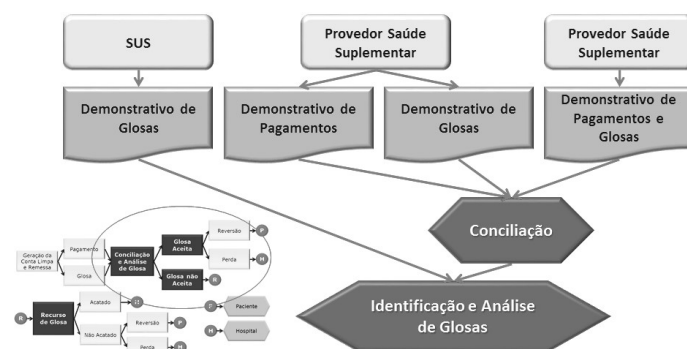 SUS
Provedor Saúde
Suplementar
Provedor Saúde
Suplementar
Demonstrativo de
Glosas
Demonstrativo de
Pagamentos
Demonstrativo de
Glosas
Demonstrativo de
Pagamentos e
Glosas
Conciliação
Identificação e Análise
de Glosas
Geração da
Conta Limpa
e Remessa
Pagamento
Glosa
Conciliação
e Análise
de Glosa
Glosa
Aceita
Glosa não
Aceita
Reversão
P
Perda
H
R
R
Recurso
de Glosa
Acatado
Não Acatado
Reversão
P
Perda
H
P
Paciente
H
Hospital